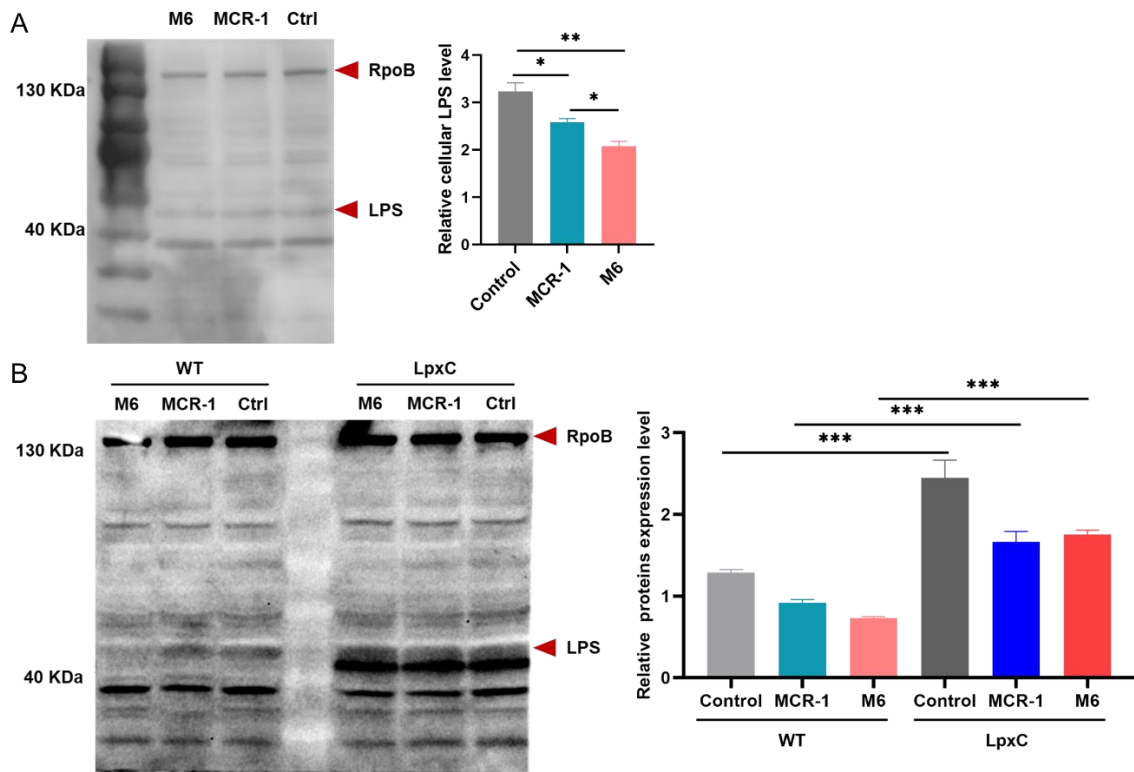 A
M6 MCR-1 Ctrl
130 KDa
RpoB
LPS
40 KDa
Relative cellular LPS level
4
3
2
1
0
**
*
*
Control
MCR-1
M6
B
WT
LpxC
M6 MCR-1 Ctrl
M6 MCR-1 Ctrl
130 KDa
RpoB
LPS
40 KDa
Relative proteins expression level
3
2
1
0
***
***
***
Control MCR-1 M6 Control MCR-1 M6
WT LpxC